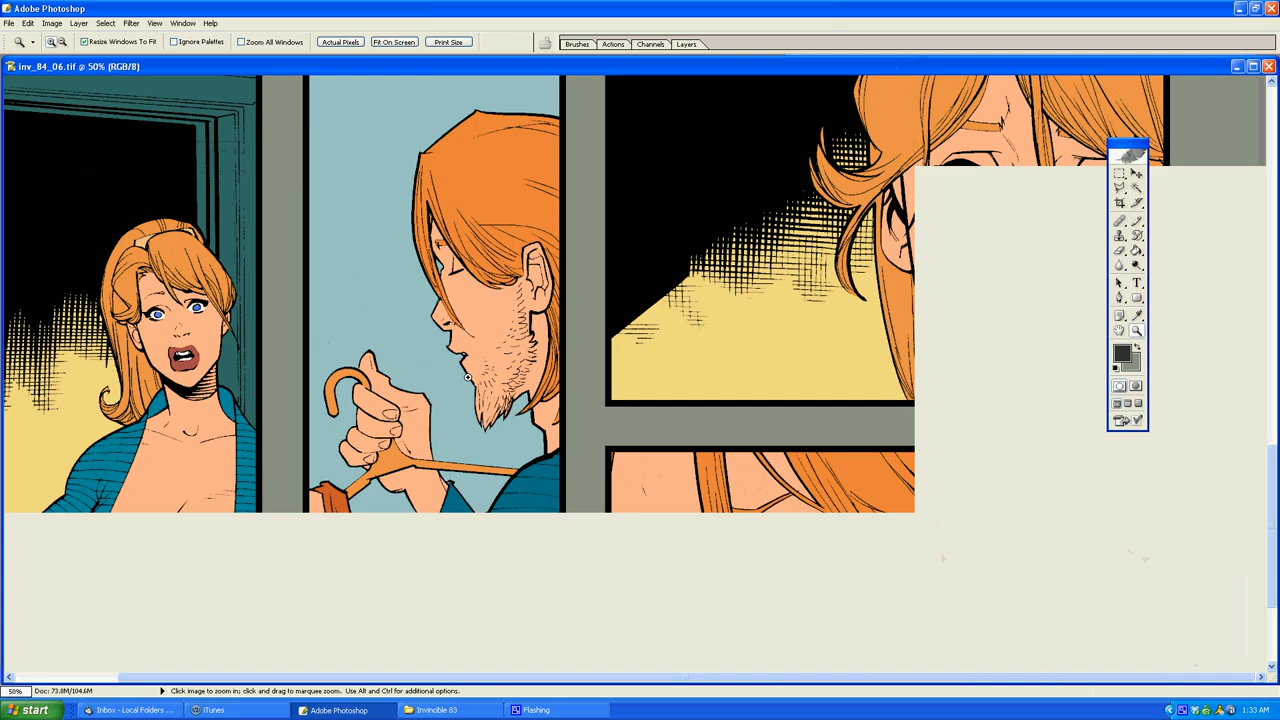 Adobe Photoshop
File Edit Image Layer Select Filter View Window Help
Resize Windows To Fit Ignore Palettes Zoom All Windows Actual Pixels Fit On Screen Print Size Brushes Actions Channels Layers
inv_84_06.tif @ 50% (RGB/8)
T
50% Doc: 73.8M/104.6M Click image to zoom in; click and drag to marquee zoom. Use Alt and Ctrl for additional options.
start Inbox - Local Folders ... iTunes Adobe Photoshop Invincible 83 Flashing 1:33 AM